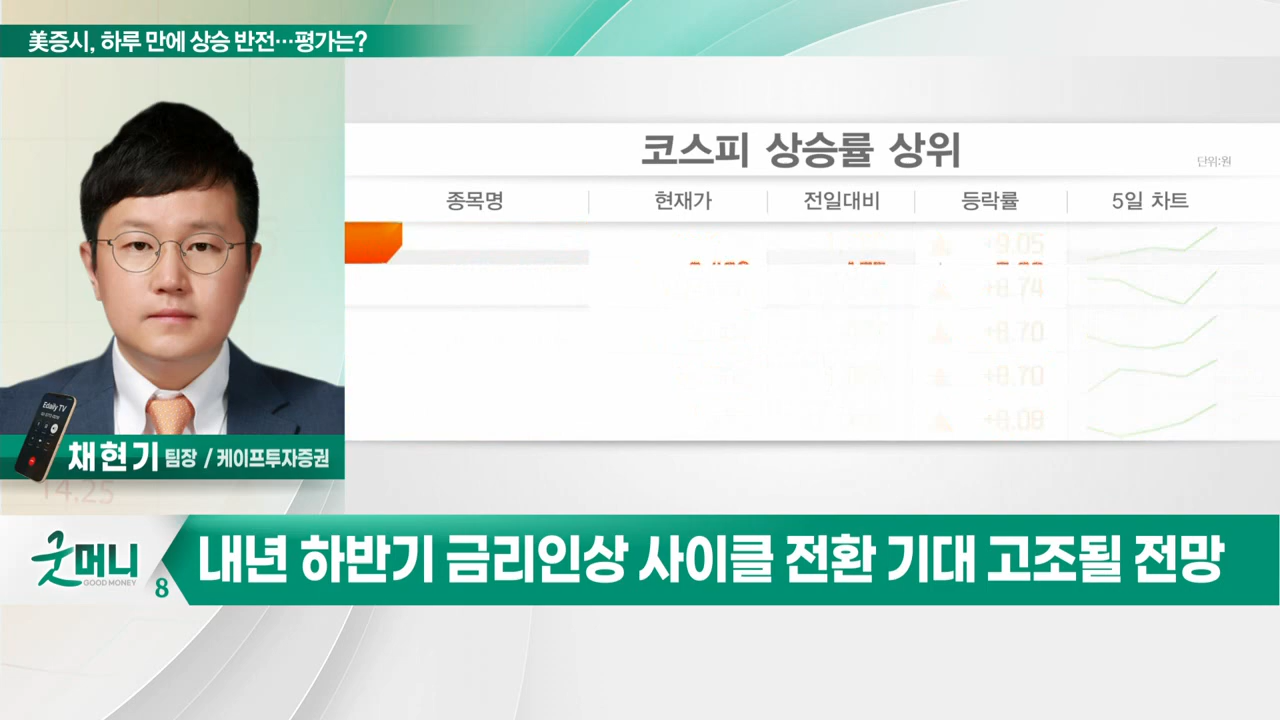 美증시, 하루 만에 상승 반전…평가는?
코스피 상승률 상위
단위:원
종목명 현재가 전일대비 등락률 5일 차트
+9.05
+8.74
+8.70
+8.70
+8.08
Edaily TV
채현기 팀장 / 케이프투자증권
14.25
굿머니
GOOD MONEY
8
내년 하반기 금리인상 사이클 전환 기대 고조될 전망